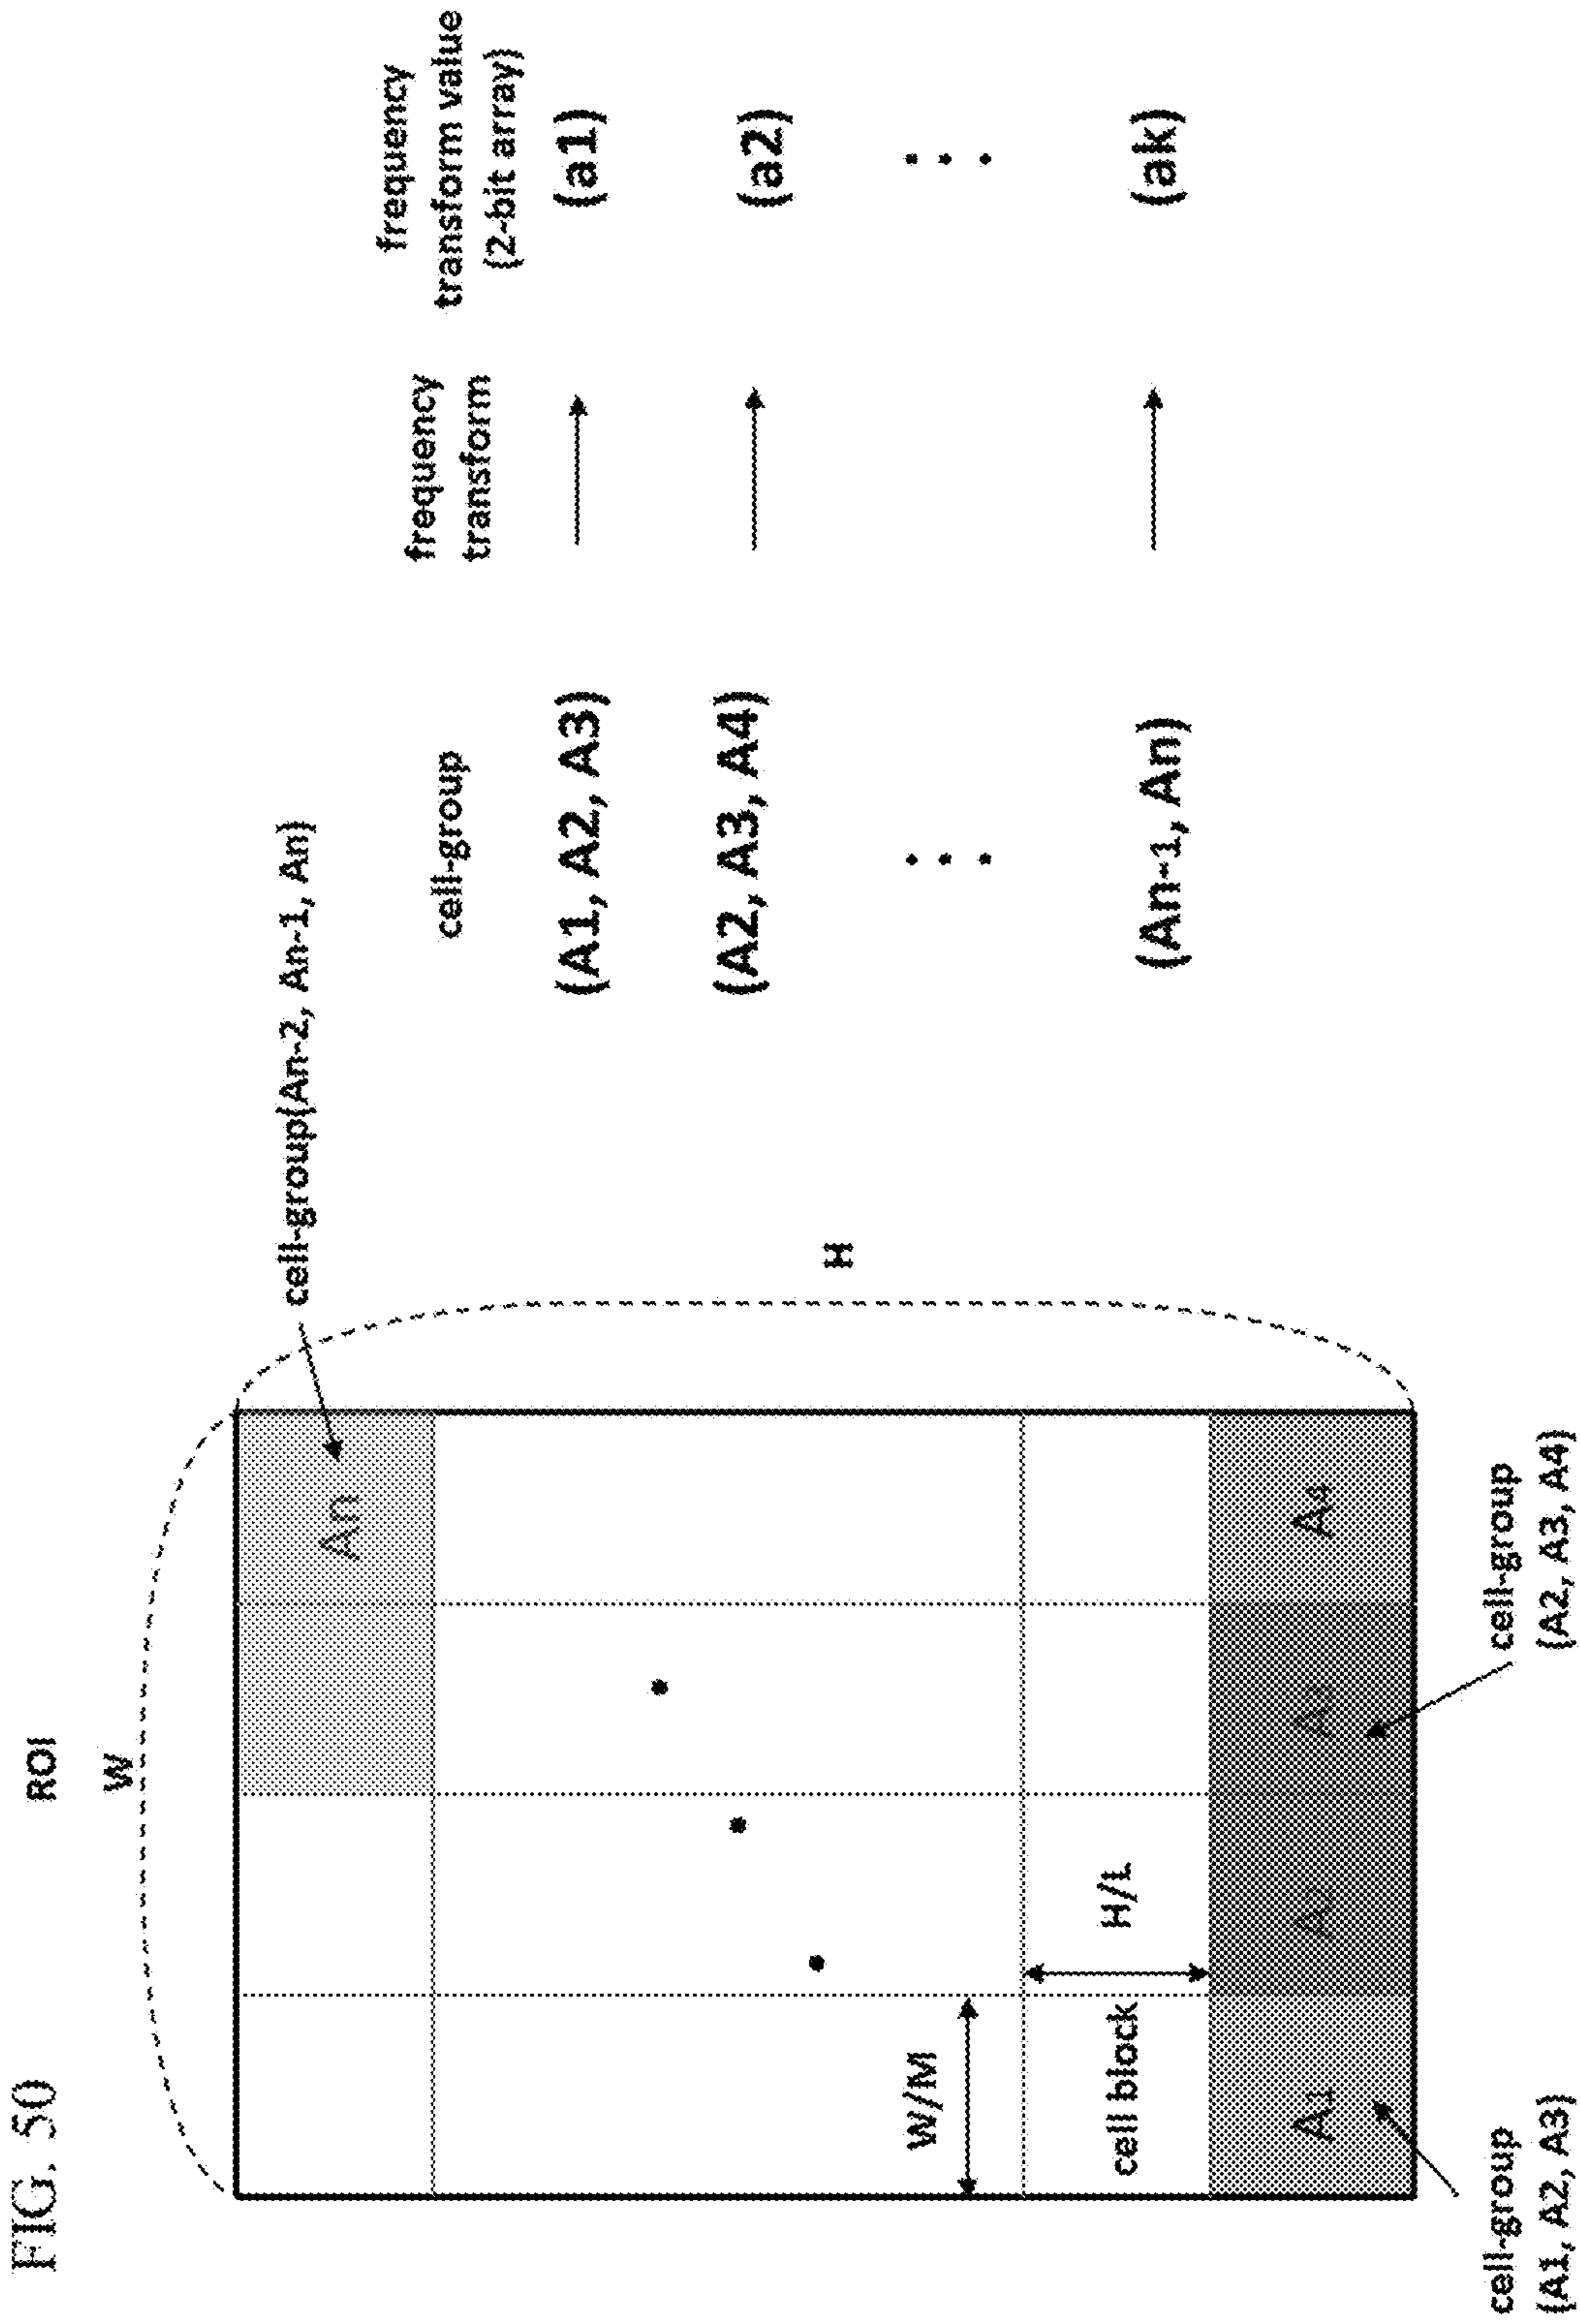 FIG. 50
ROI
W
H
An
W/M
H/L
cell block
A1
A2
A3
A4
cell-group
(A1, A2, A3)
cell-group
(A2, A3, A4)
cell-group(An-2, An-1, An)
cell-group
frequency
transform
frequency
transform value
(2-bit array)
(A1, A2, A3)
(a1)
(A2, A3, A4)
(a2)
(An-1, An)
(ak)